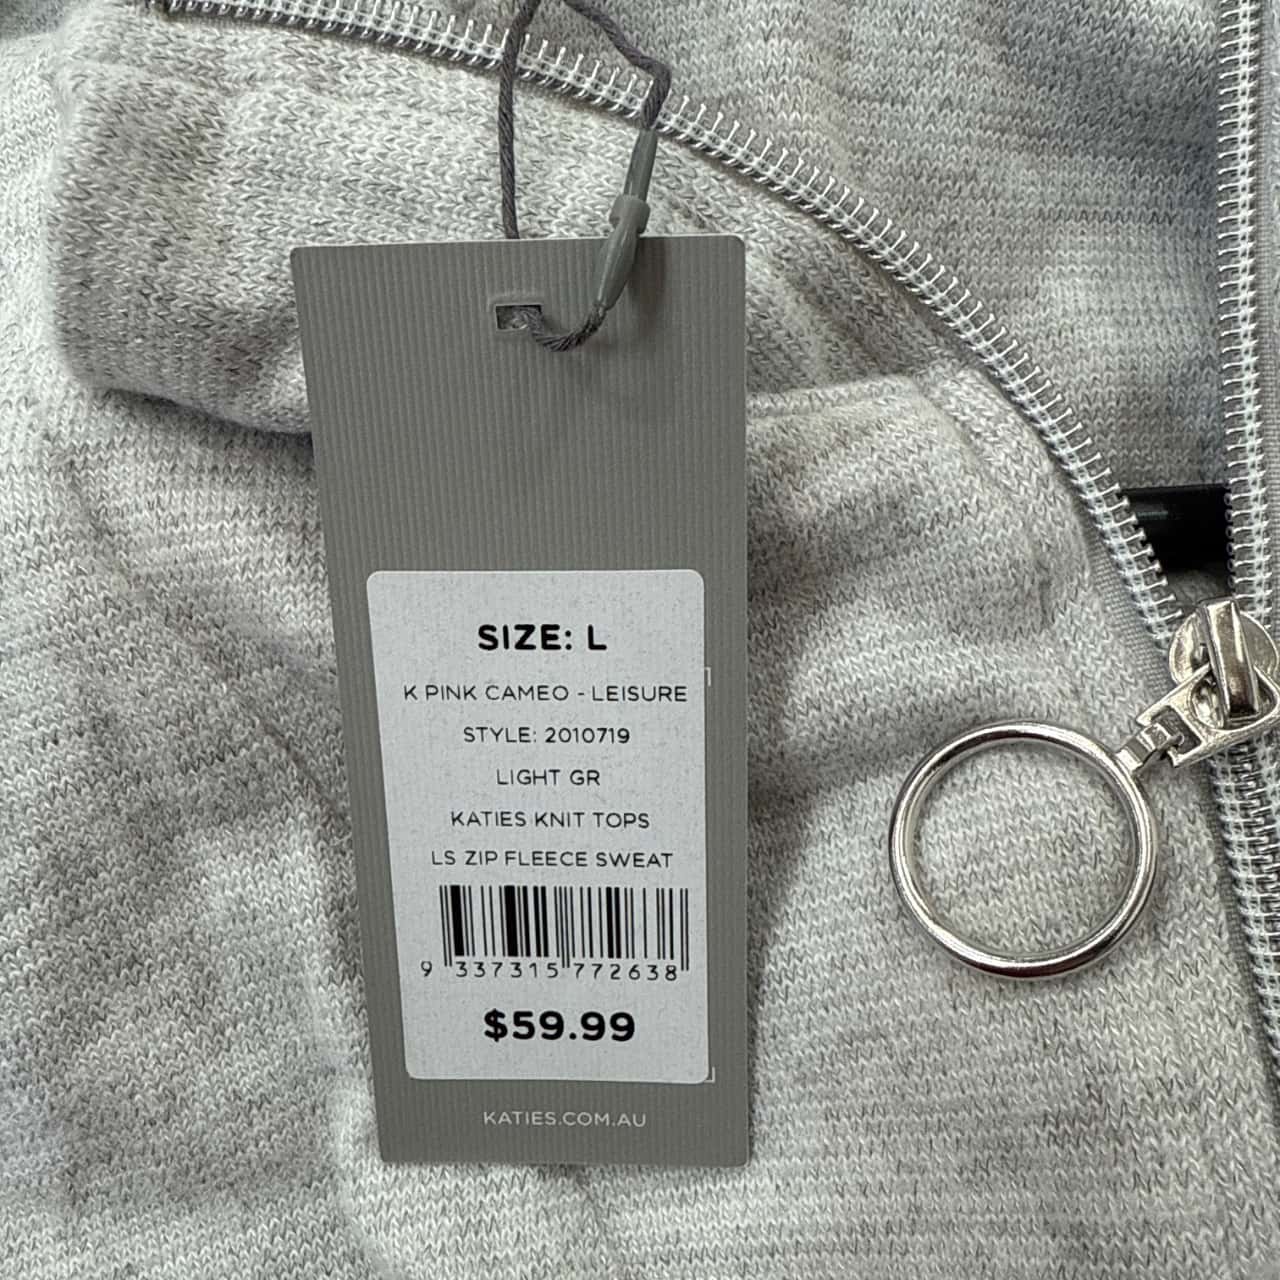 SIZE: L
K PINK CAMEO - LEISURE
STYLE: 2010719
LIGHT GR
KATIES KNIT TOPS
LS ZIP FLEECE SWEAT
9 337315 772638
$59.99
KATIES.COM.AU